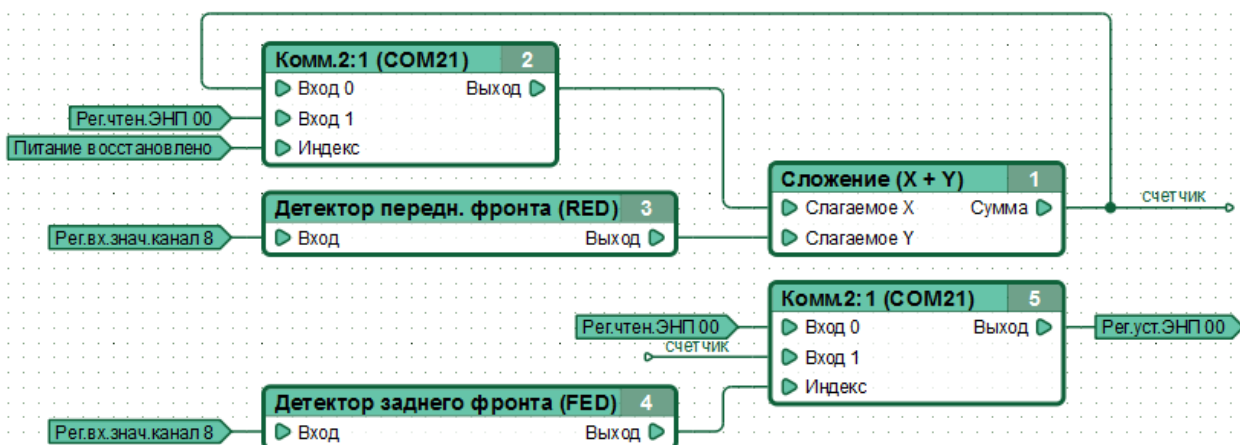 Комм.2:1 (COM21) 2
Вход 0 Выход
Рег.чтен.ЭНП 00 Вход 1
Питание восстановлено Индекс
Сложение (X + Y) 1
Слагаемое X Сумма
счетчик
Слагаемое Y
Детектор передн. фронта (RED) 3
Рег.вх.знач.канал 8 Вход Выход
Комм.2:1 (COM21) 5
Рег.чтен.ЭНП 00 Вход 0 Выход Рег.уст.ЭНП 00
счетчик Вход 1
Индекс
Детектор заднего фронта (FED) 4
Рег.вх.знач.канал 8 Вход Выход